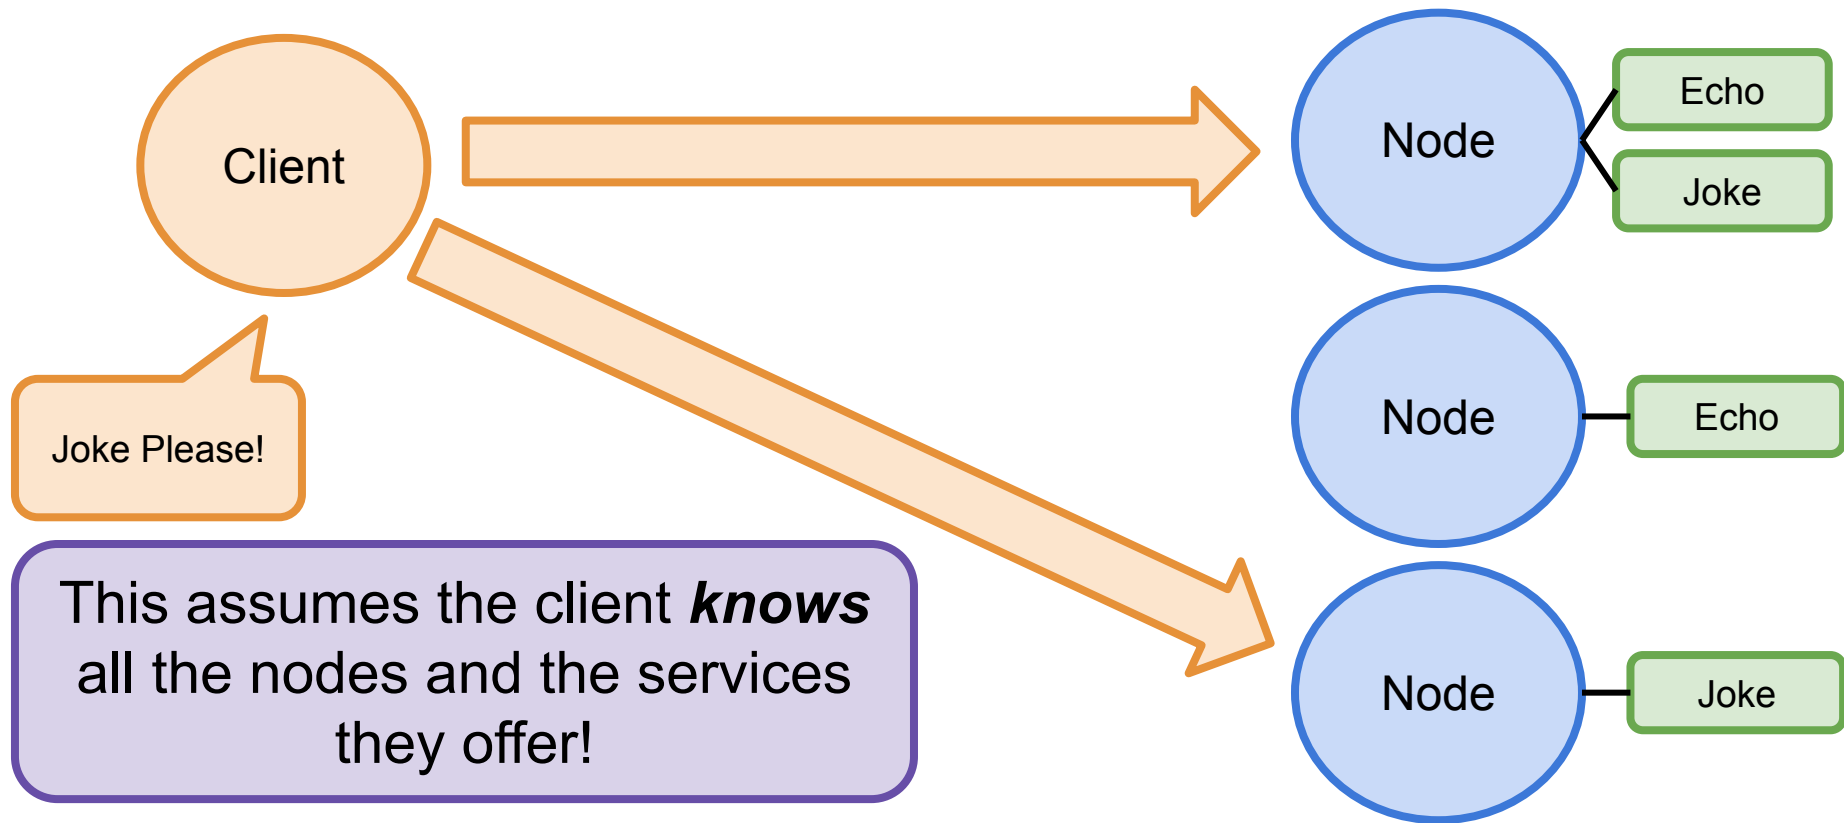 Client
Node
Echo
Joke
Joke Please!
Node
Echo
This assumes the client knows
all the nodes and the services
they offer!
Node
Joke